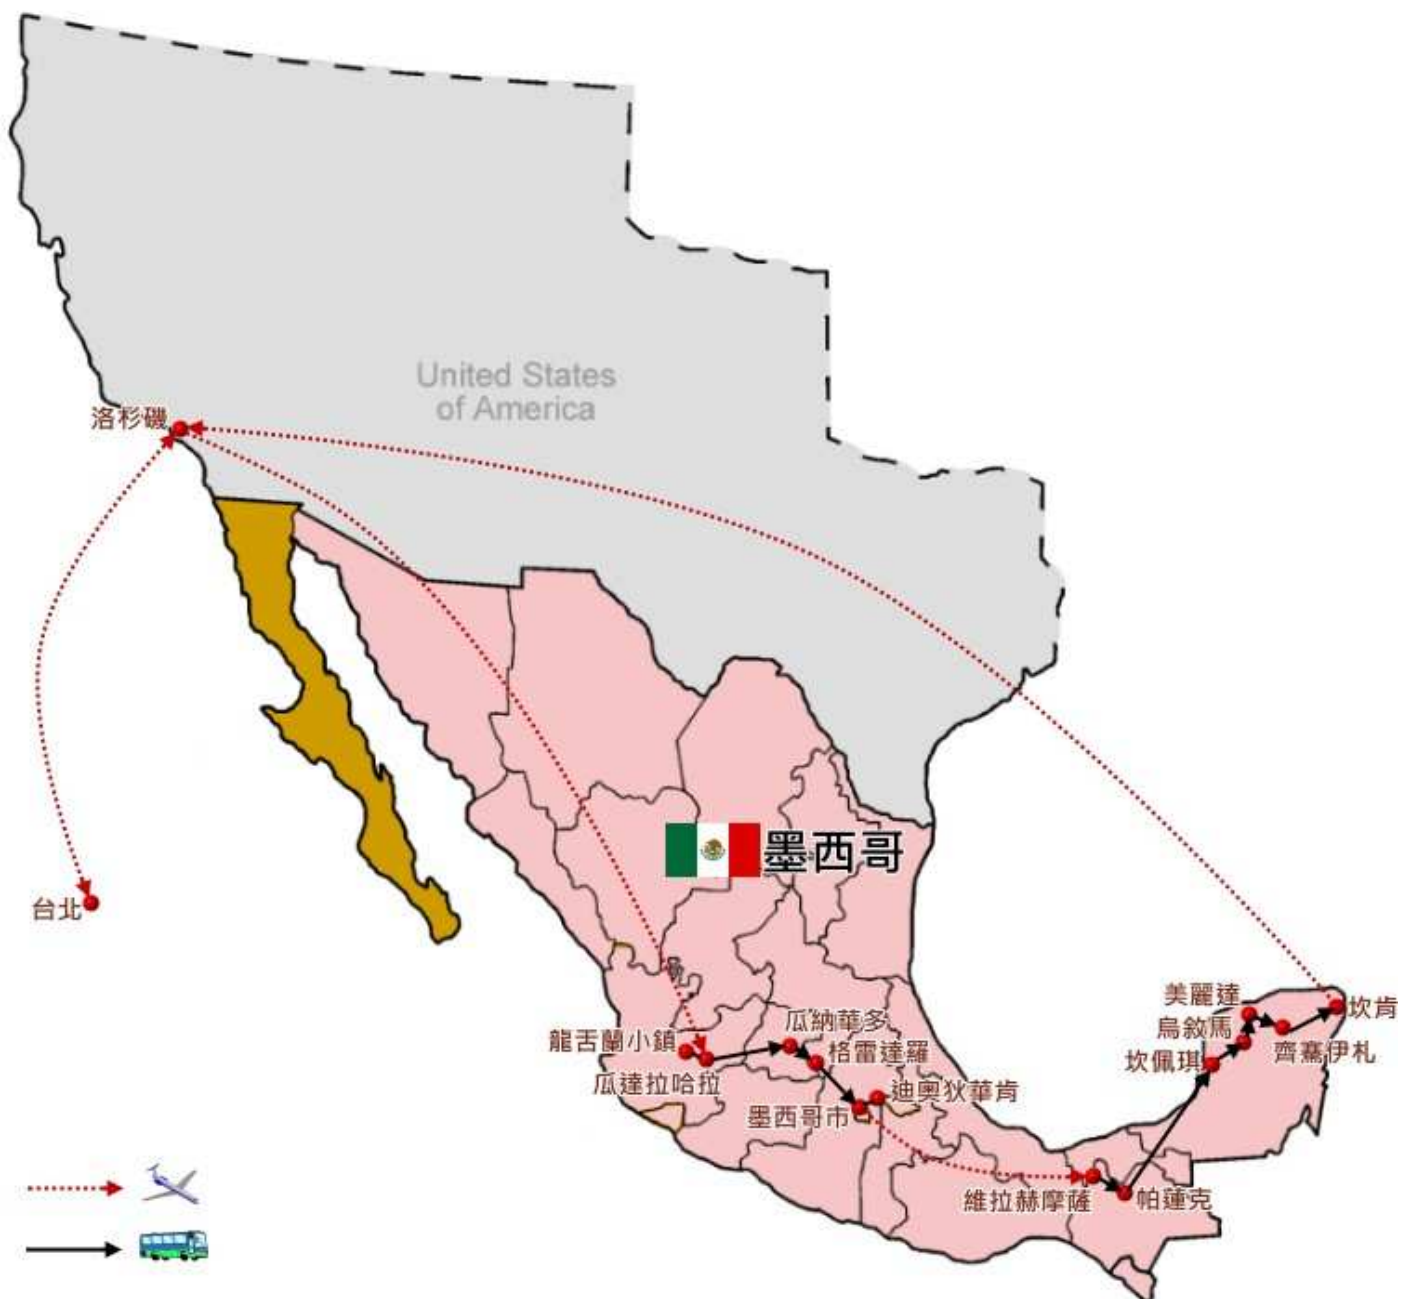 United States
of America
洛杉磯
墨西哥
台北
美麗達
坎肯
烏敘馬
瓜納華多
龍舌蘭小鎮
格雷達羅
齊騫伊札
坎佩琪
瓜達拉哈拉
迪奧狄華肯
墨西哥市
維拉赫摩薩
帕蓮克